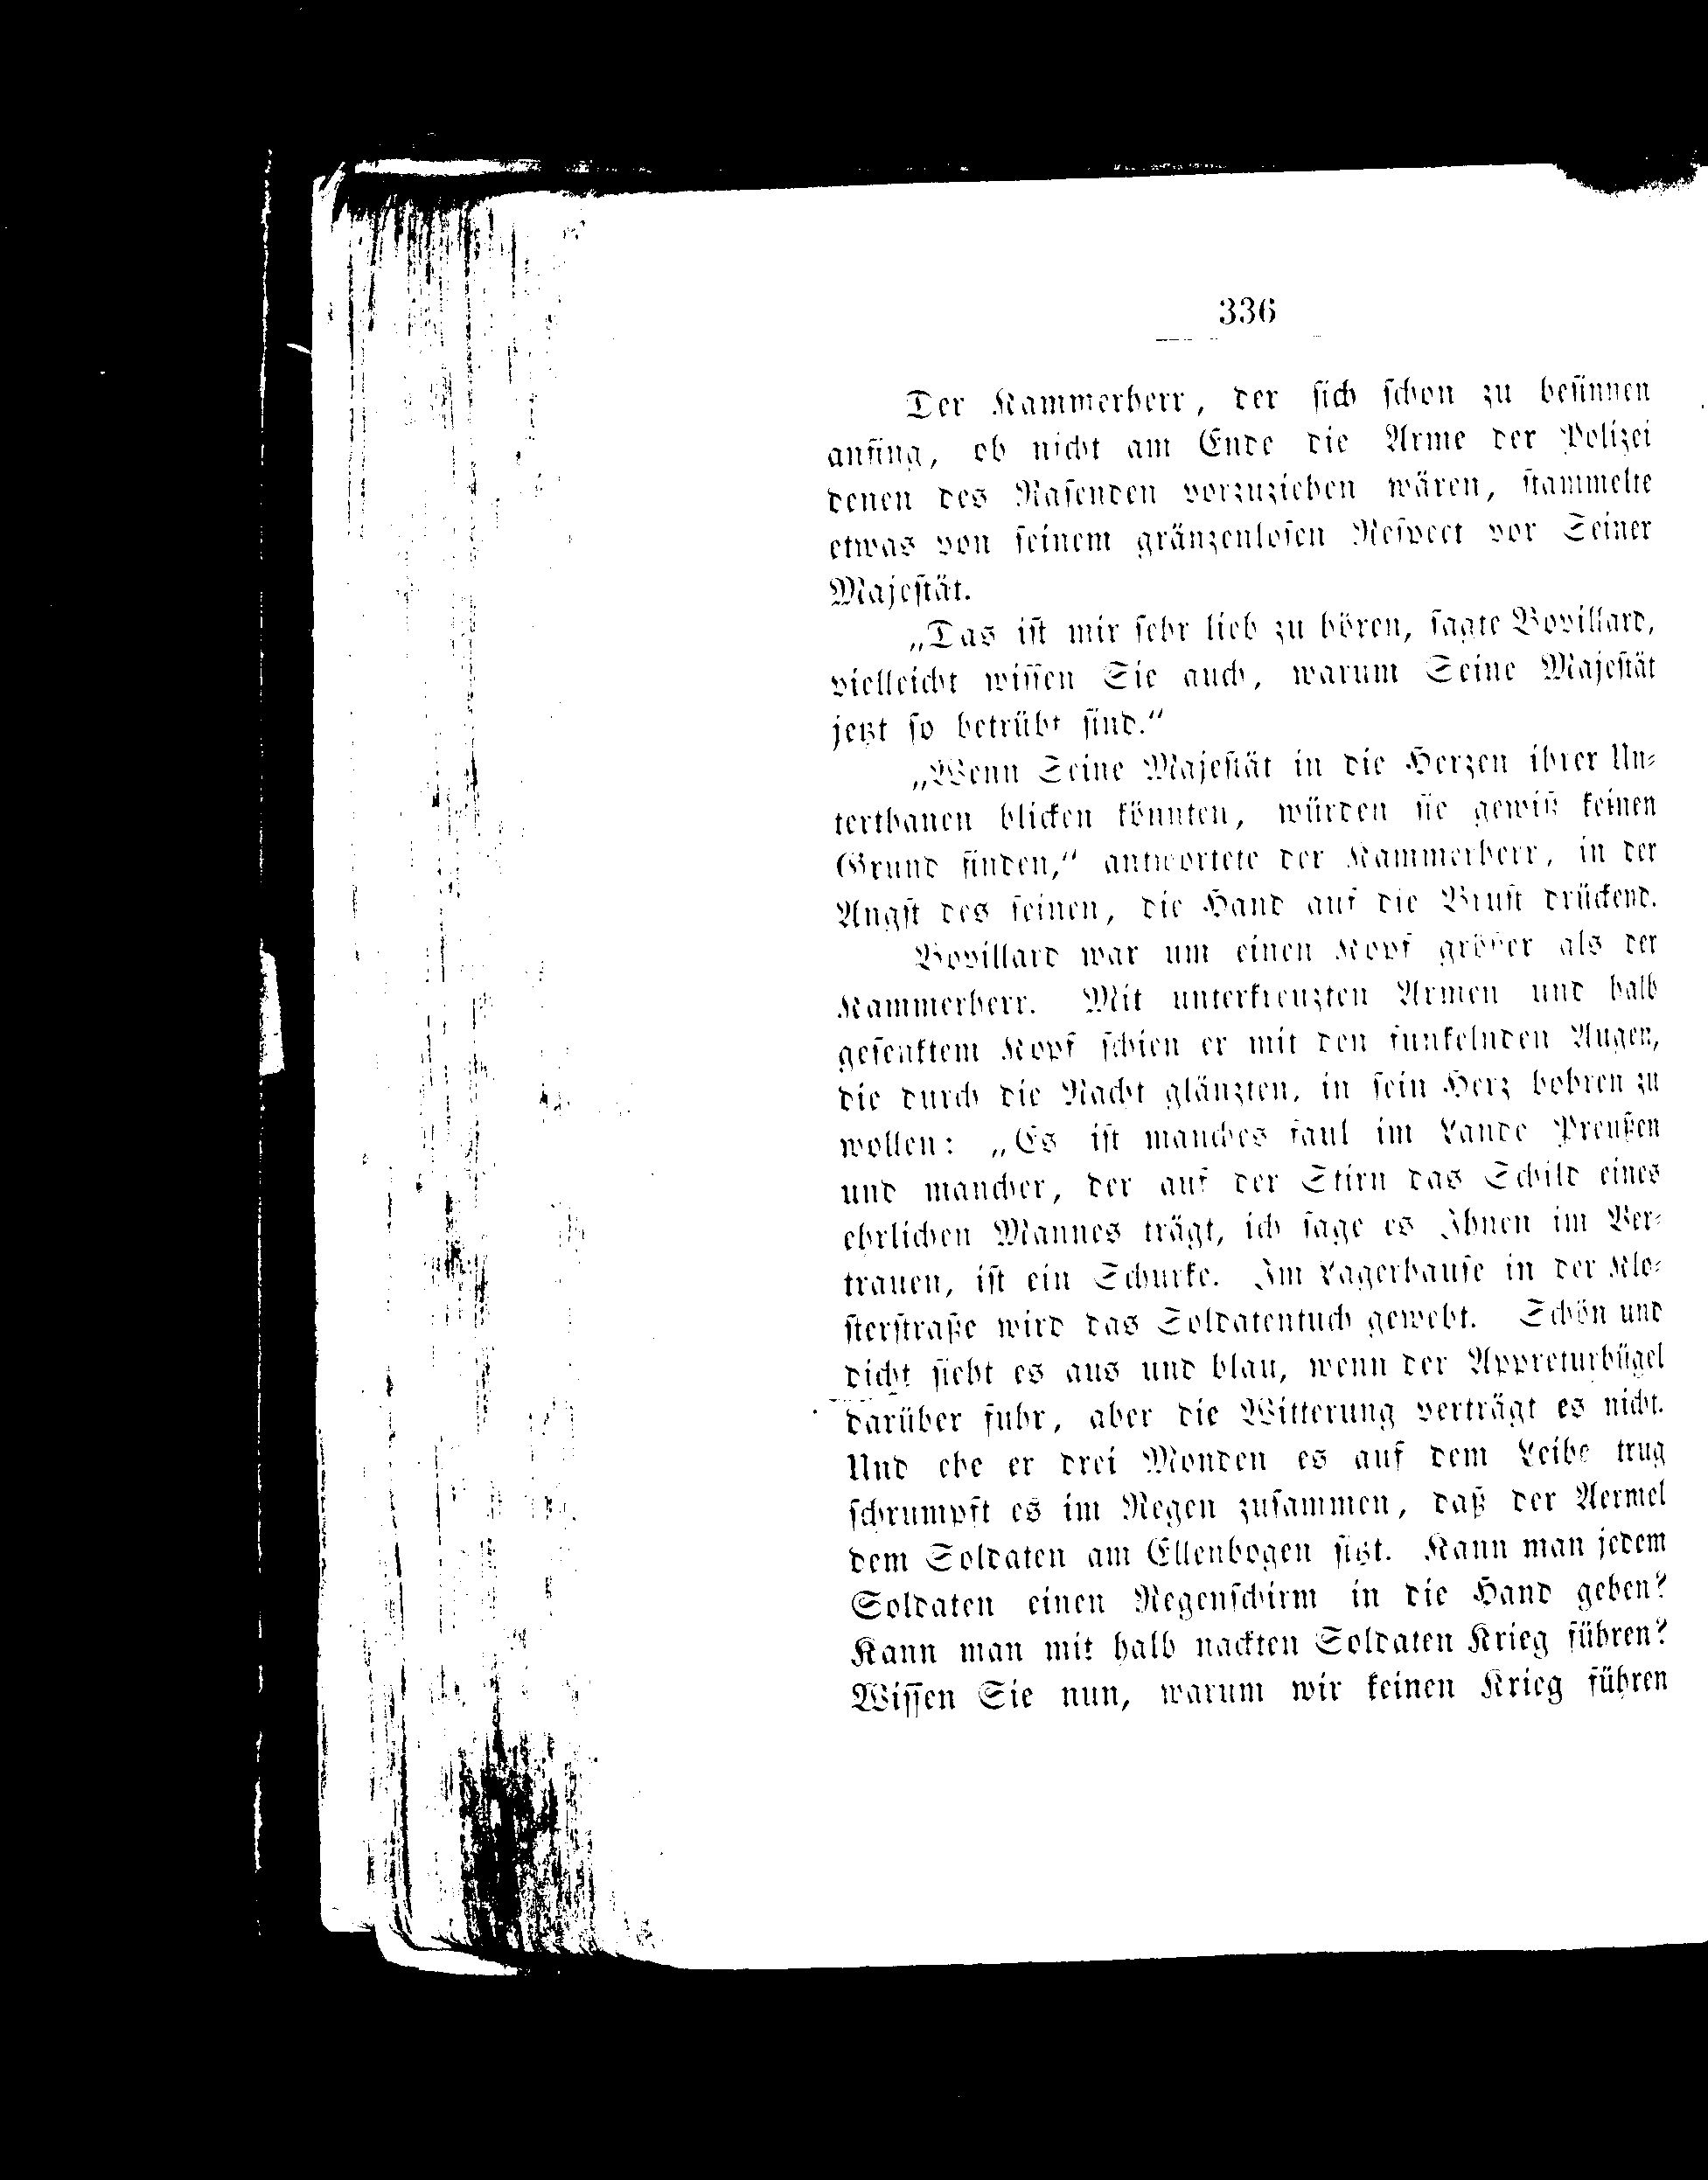 336
Der Kammerherr, der ſich ſchon zu beſinnen
anfing, ob nicht am Ende die Arme der Polizei
denen des Raſenden vorzuziehen wären, ſtammelte
etwas von ſeinem gränzenloſen Reſpect vor Seiner
Majeſtät.
„Das iſt mir ſehr lieb zu hören, ſagte Bovillard,
vielleicht wiſſen Sie auch, warum Seine Majeſtät
jetzt ſo betrübt ſind.“
„Wenn Seine Majeſtät in die Herzen ihrer Un-
terthanen blicken könnten, würden ſie gewiß keinen
Grund finden,“ antwortete der Kammerherr, in der
Angſt des ſeinen, die Hand auf die Bruſt drückend.
Bovillard war um einen Kopf größer als der
Kammerherr. Mit unterkreuzten Armen und halb
geſenktem Kopf ſchien er mit den funkelnden Augen,
die durch die Nacht glänzten, in ſein Herz bohren zu
wollen: „Es iſt manches faul im Lande Preußen
und mancher, der auf der Stirn das Schild eines
ehrlichen Mannes trägt, ich ſage es Ihnen im Ver-
trauen, iſt ein Schurke. Im Lagerhauſe in der Klo-
ſterſtraße wird das Soldatentuch gewebt. Schön und
dicht ſieht es aus und blau, wenn der Appreturbügel
darüber fuhr, aber die Witterung verträgt es nicht.
Und ehe er drei Monden es auf dem Leibe trug
ſchrumpft es im Regen zuſammen, daß der Aermel
dem Soldaten am Ellenbogen ſitzt. Kann man jedem
Soldaten einen Regenſchirm in die Hand geben?
Kann man mit halb nackten Soldaten Krieg führen?
Wiſſen Sie nun, warum wir keinen Krieg führen